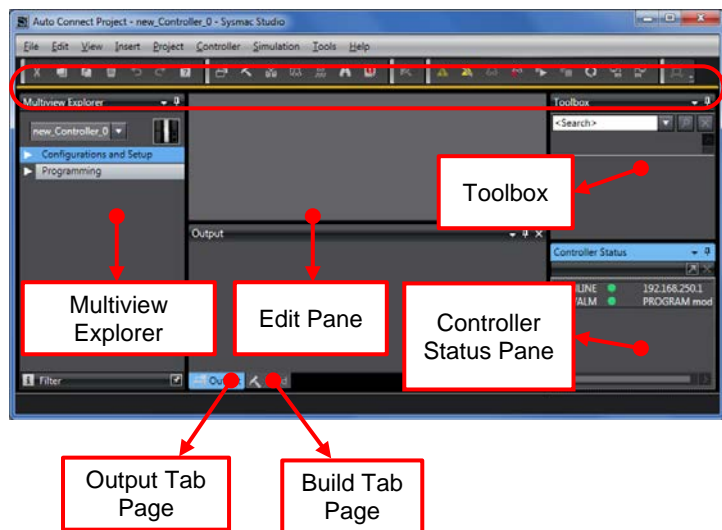 Auto Connect Project - new_Controller_0 - Sysmac Studio
File Edit View Insert Project Controller Simulation Tools Help
Multiview Explorer
Toolbox
new_Controller_0
<Search>
Configurations and Setup
Programming
Toolbox
Output
Controller Status
192.168.250.1
PROGRAM mod
Multiview
Explorer
Edit Pane
Controller
Status Pane
Filter
Output Tab
Page
Build Tab
Page